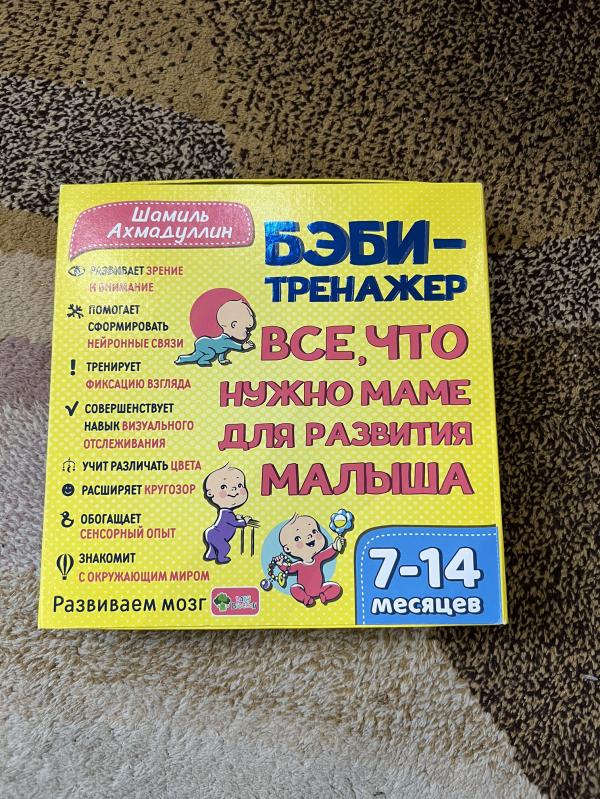 Шамиль
Ахмадуллин
БЭБИ-
ТРЕНАЖЕР
РАЗВИВАЕТ ЗРЕНИЕ
И ВНИМАНИЕ
ПОМОГАЕТ
СФОРМИРОВАТЬ
НЕЙРОННЫЕ СВЯЗИ
ТРЕНИРУЕТ
ФИКСАЦИЮ ВЗГЛЯДА
СОВЕРШЕНСТВУЕТ
НАВЫК ВИЗУАЛЬНОГО
ОТСЛЕЖИВАНИЯ
УЧИТ РАЗЛИЧАТЬ ЦВЕТА
РАСШИРЯЕТ КРУГОЗОР
ОБОГАЩАЕТ
СЕНСОРНЫЙ ОПЫТ
ЗНАКОМИТ
С ОКРУЖАЮЩИМ МИРОМ
Развиваем мозг
ВСЕ, ЧТО
НУЖНО МАМЕ
ДЛЯ РАЗВИТИЯ
МАЛЫША
7-14
месяцев